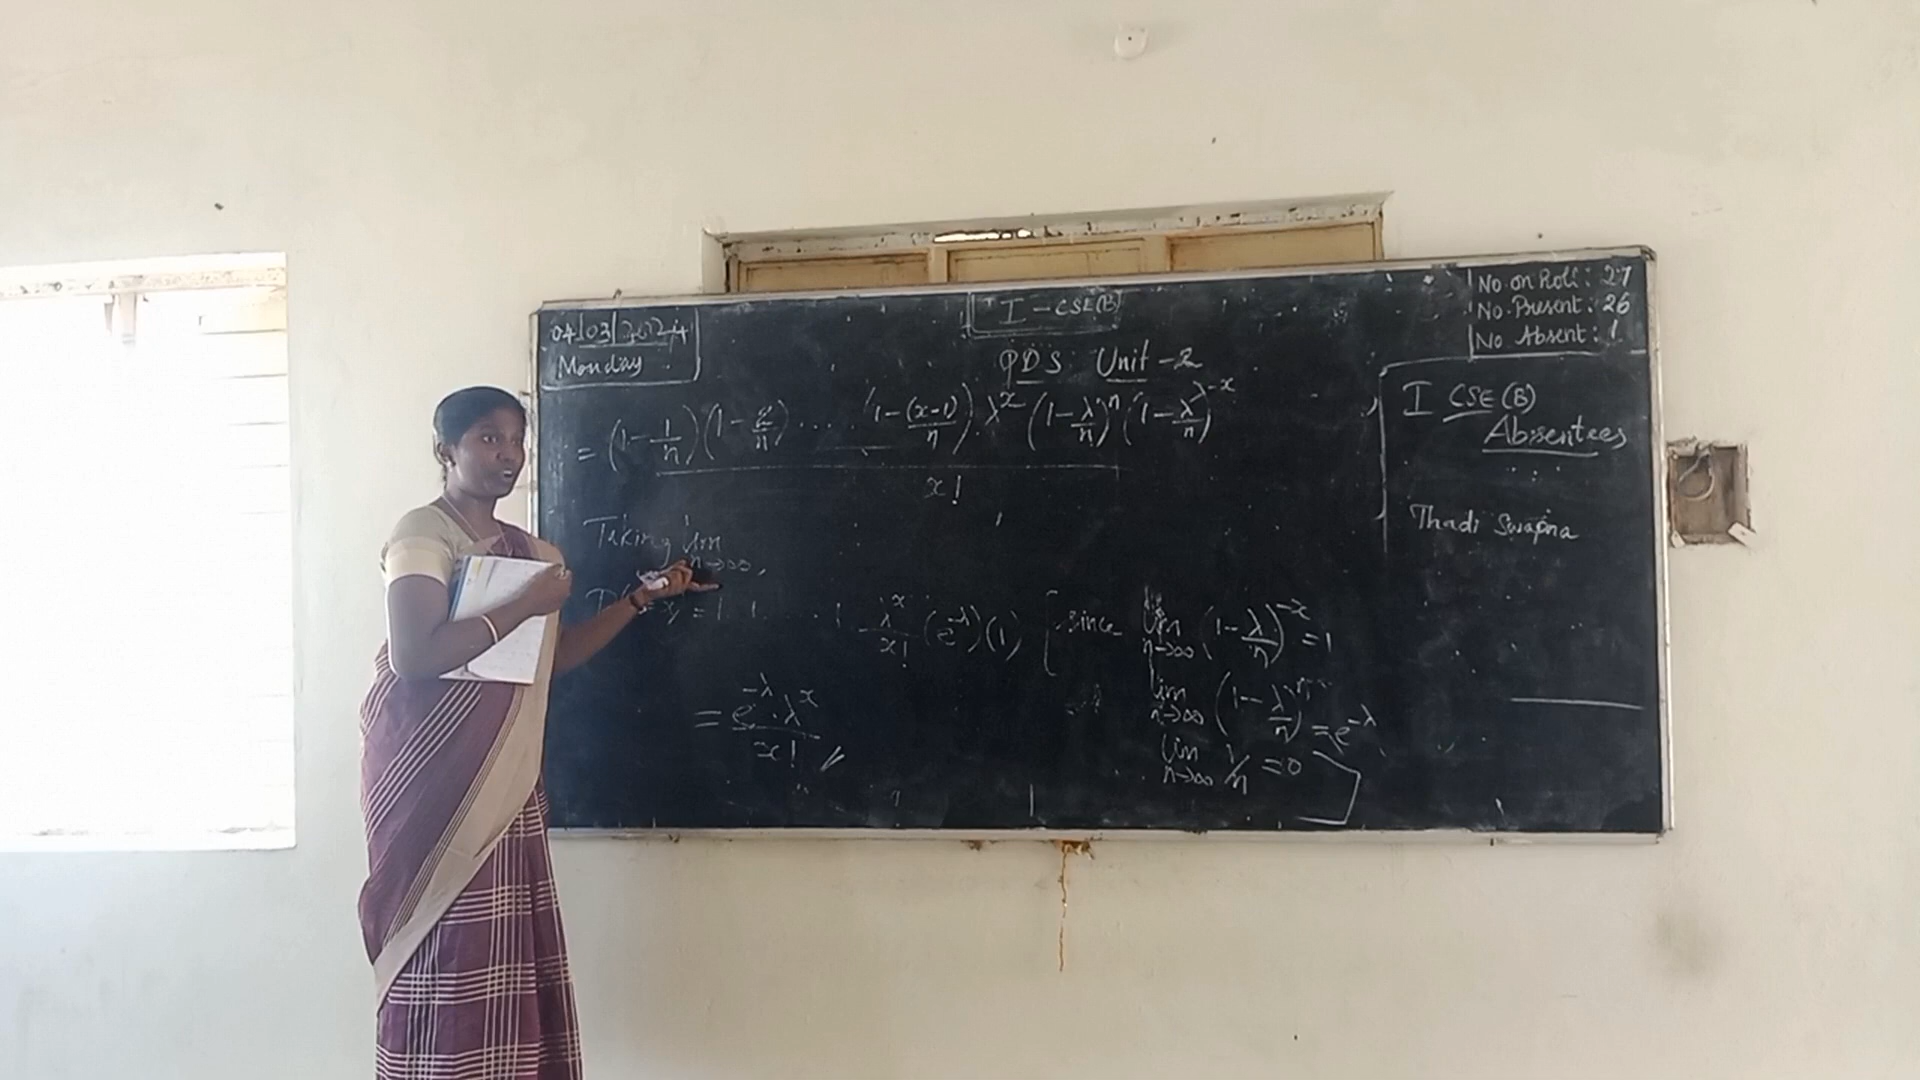 04/03/2024
Monday
I - CSE(B)
No. on Roll: 27
No. Present: 26
No Absent: 1
PDS Unit - 2
= (1 - 1/n) (1 - 2/n) .... (1 - (x-1)/n) . λ^x (1 - λ/n)^n (1 - λ/n)^-x
x!
I CSE (B)
Absentees
Thadi Swapna
Taking lim
n→∞,
= 1 . 1 .... 1 λ^x/x! (e^-λ)(1) [since lim n→∞ (1 - λ/n)^-x = 1
lim n→∞ (1 - λ/n)^n = e^-λ
lim n→∞ 1/n = 0 ]
= e^-λ . λ^x / x!